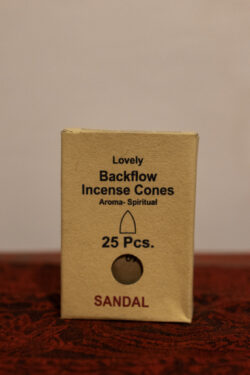 Lovely
Backflow
Incense Cones
Aroma- Spiritual
25 Pcs.
SANDAL